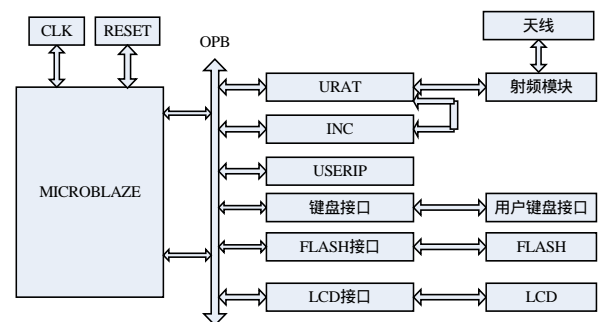 CLK
RESET
OPB
天线
URAT
射频模块
INC
MICROBLAZE
USERIP
键盘接口
用户键盘接口
FLASH接口
FLASH
LCD接口
LCD